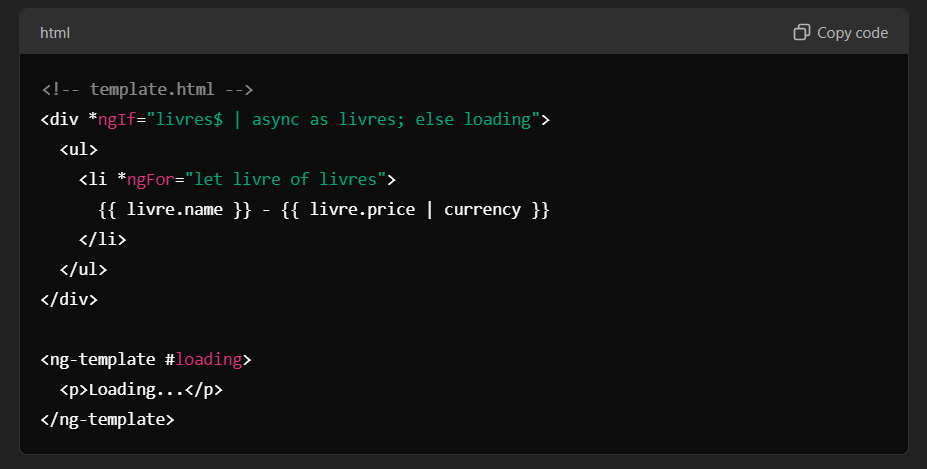 html
Copy code
<!-- template.html -->
<div *ngIf="livres$ | async as livres; else loading">
  <ul>
    <li *ngFor="let livre of livres">
      {{ livre.name }} - {{ livre.price | currency }}
    </li>
  </ul>
</div>

<ng-template #loading>
  <p>Loading...</p>
</ng-template>